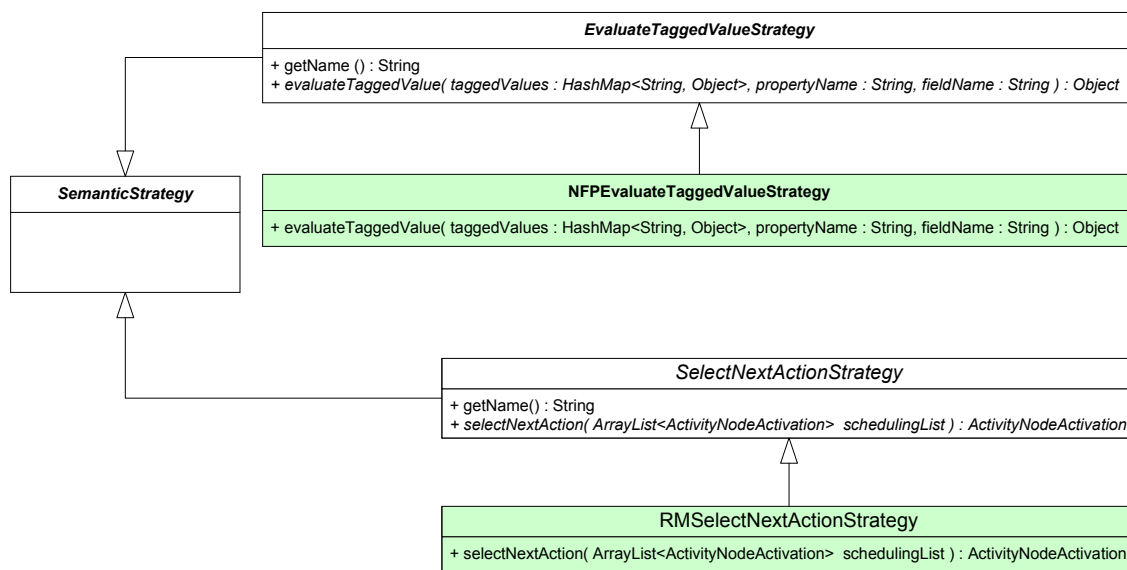 EvaluateTaggedValueStrategy
+ getName () : String
+ evaluateTaggedValue( taggedValues : HashMap<String, Object>, propertyName : String, fieldName : String ) : Object
SemanticStrategy
NFPEvaluateTaggedValueStrategy
+ evaluateTaggedValue( taggedValues : HashMap<String, Object>, propertyName : String, fieldName : String ) : Object
SelectNextActionStrategy
+ getName() : String
+ selectNextAction( ArrayList<ActivityNodeActivation> schedulingList ) : ActivityNodeActivation
RMSelectNextActionStrategy
+ selectNextAction( ArrayList<ActivityNodeActivation> schedulingList ) : ActivityNodeActivation